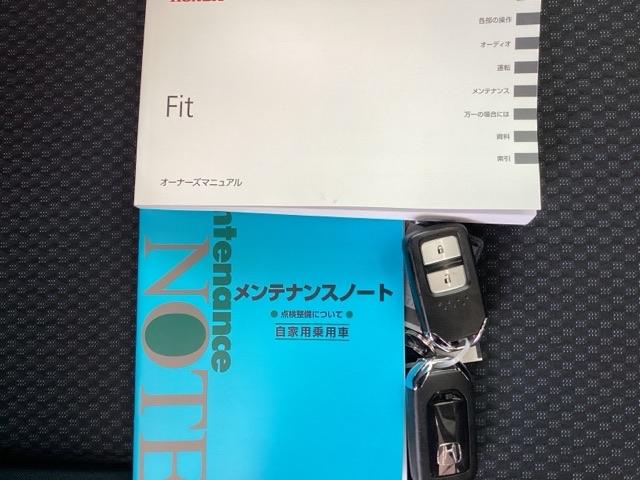 HONDA
各部の操作
オーディオ
運転
メンテナンス
万一の場合には
資料
索引
Fit
オーナーズマニュアル
ntenance
NOTE
メンテナンスノート
● 点検整備について ●
自家用乗用車